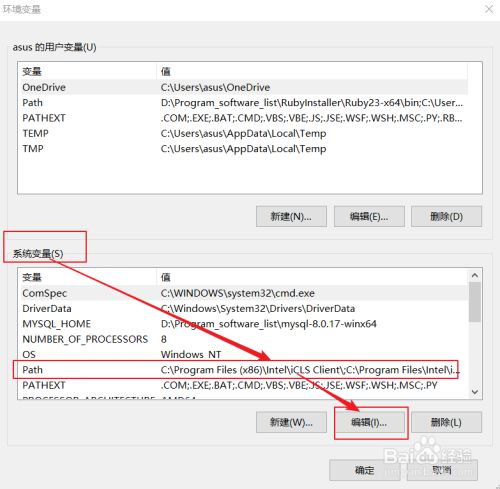 环境变量
asus 的用户变量(U)
变量 值
OneDrive C:\Users\asus\OneDrive
Path D:\Program_software_list\RubyInstaller\Ruby23-x64\bin;C:\User...
PATHEXT .COM;.EXE;.BAT;.CMD;.VBS;.VBE;.JS;.JSE;.WSF;.WSH;.MSC;.PY;.RB...
TEMP C:\Users\asus\AppData\Local\Temp
TMP C:\Users\asus\AppData\Local\Temp
新建(N)... 编辑(E)... 删除(D)
系统变量(S)
变量 值
ComSpec C:\WINDOWS\system32\cmd.exe
DriverData C:\Windows\System32\Drivers\DriverData
MYSQL_HOME D:\Program_software_list\mysql-8.0.17-winx64
NUMBER_OF_PROCESSORS 8
OS Windows_NT
Path C:\Program Files (x86)\Intel\iCLS Client\;C:\Program Files\Intel\i...
PATHEXT .COM;.EXE;.BAT;.CMD;.VBS;.VBE;.JS;.JSE;.WSF;.WSH;.MSC;.PY
PROCESSOR_ARCHITECTURE AMD64
新建(W)... 编辑(I)... 删除(L)
确定 取消
Baidu经验